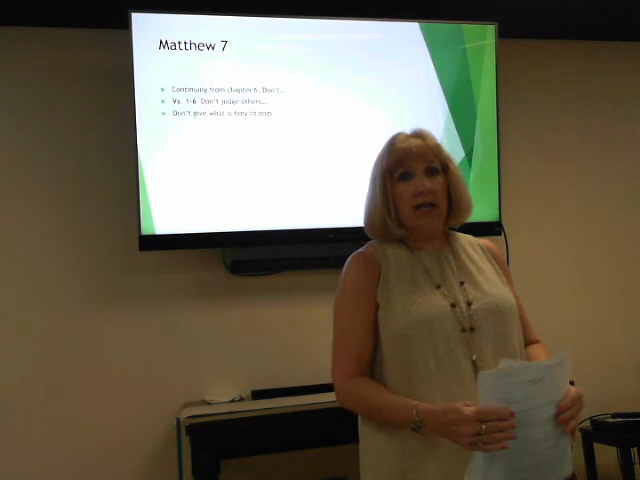 Matthew 7
Continuing from chapter 6, Don't...
Vs. 1-6 Don't judge others...
Don't give what is holy to dogs